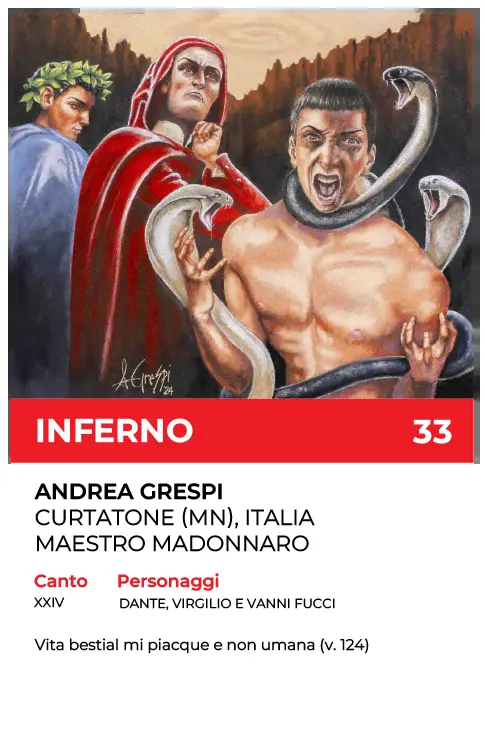 A Grespi
24
INFERNO 33
ANDREA GRESPI
CURTATONE (MN), ITALIA
MAESTRO MADONNARO
Canto Personaggi
XXIV DANTE, VIRGILIO E VANNI FUCCI
Vita bestial mi piacque e non umana (v. 124)